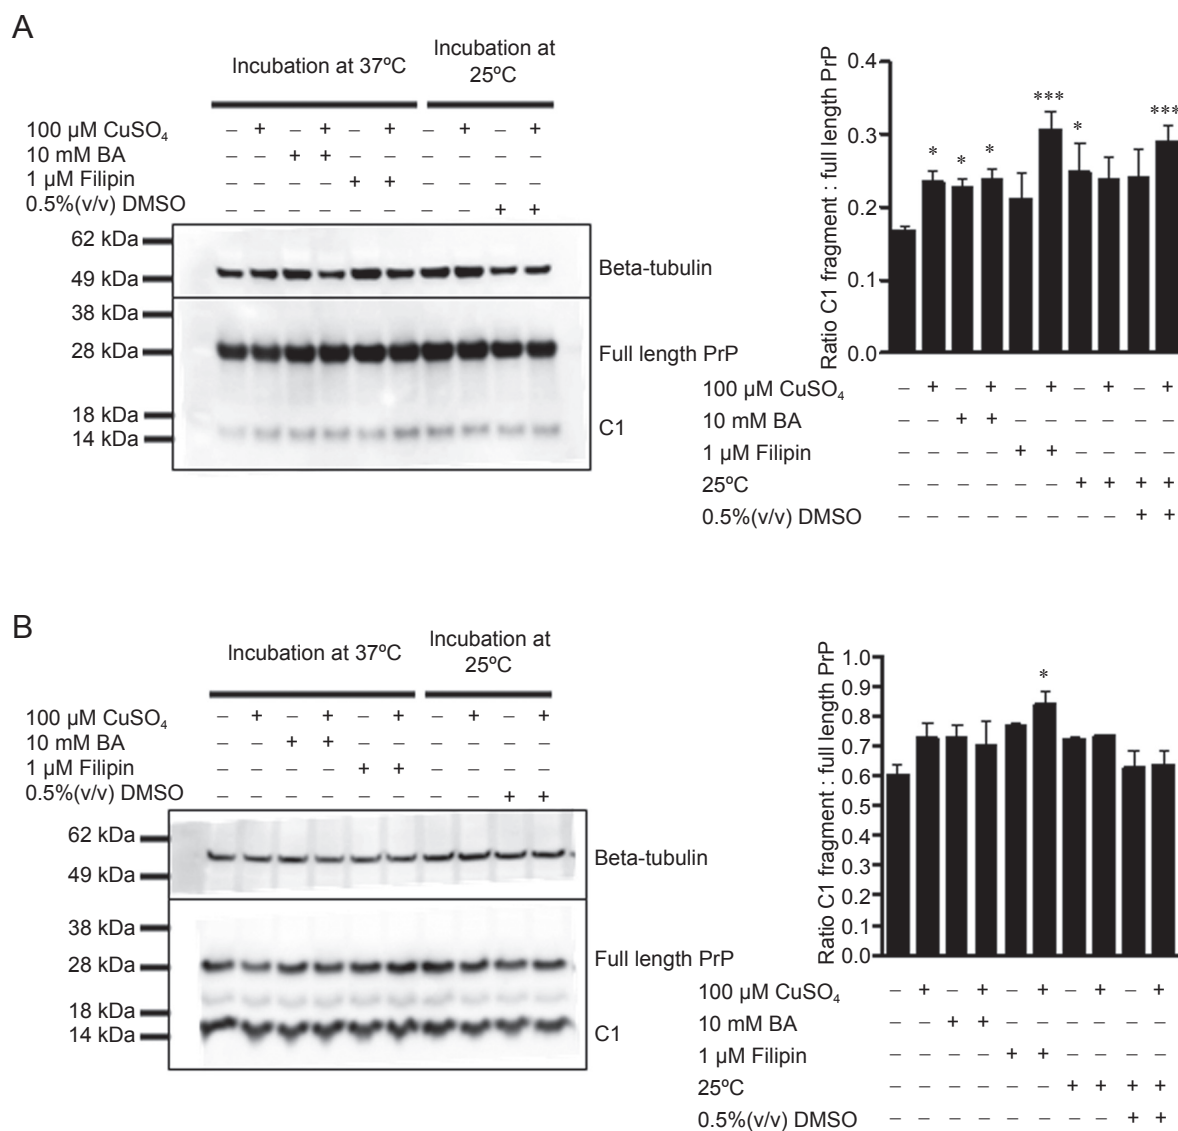 A
Incubation at 37ºC
Incubation at
25ºC
100 µM CuSO₄ – + – + – + – + – +
10 mM BA – – + + – – – – – –
1 µM Filipin – – – – + + – – – –
0.5%(v/v) DMSO – – – – – – – – + +
62 kDa
49 kDa
38 kDa
28 kDa
18 kDa
14 kDa
Beta-tubulin
Full length PrP
C1
Ratio C1 fragment : full length PrP
0.4
0.3
0.2
0.1
0.0
* * * *** * ***
100 µM CuSO₄ – + – + – + – + – +
10 mM BA – – + + – – – – – –
1 µM Filipin – – – – + + – – – –
25ºC – – – – – – + + + +
0.5%(v/v) DMSO – – – – – – – – + +
B
Incubation at 37ºC
Incubation at
25ºC
100 µM CuSO₄ – + – + – + – + – +
10 mM BA – – + + – – – – – –
1 µM Filipin – – – – + + – – – –
0.5%(v/v) DMSO – – – – – – – – + +
62 kDa
49 kDa
38 kDa
28 kDa
18 kDa
14 kDa
Beta-tubulin
Full length PrP
C1
Ratio C1 fragment : full length PrP
1.0
0.9
0.8
0.7
0.6
0.5
0.4
0.3
0.2
0.1
0.0
*
100 µM CuSO₄ – + – + – + – + – +
10 mM BA – – + + – – – – – –
1 µM Filipin – – – – + + – – – –
25ºC – – – – – – + + + +
0.5%(v/v) DMSO – – – – – – – – + +